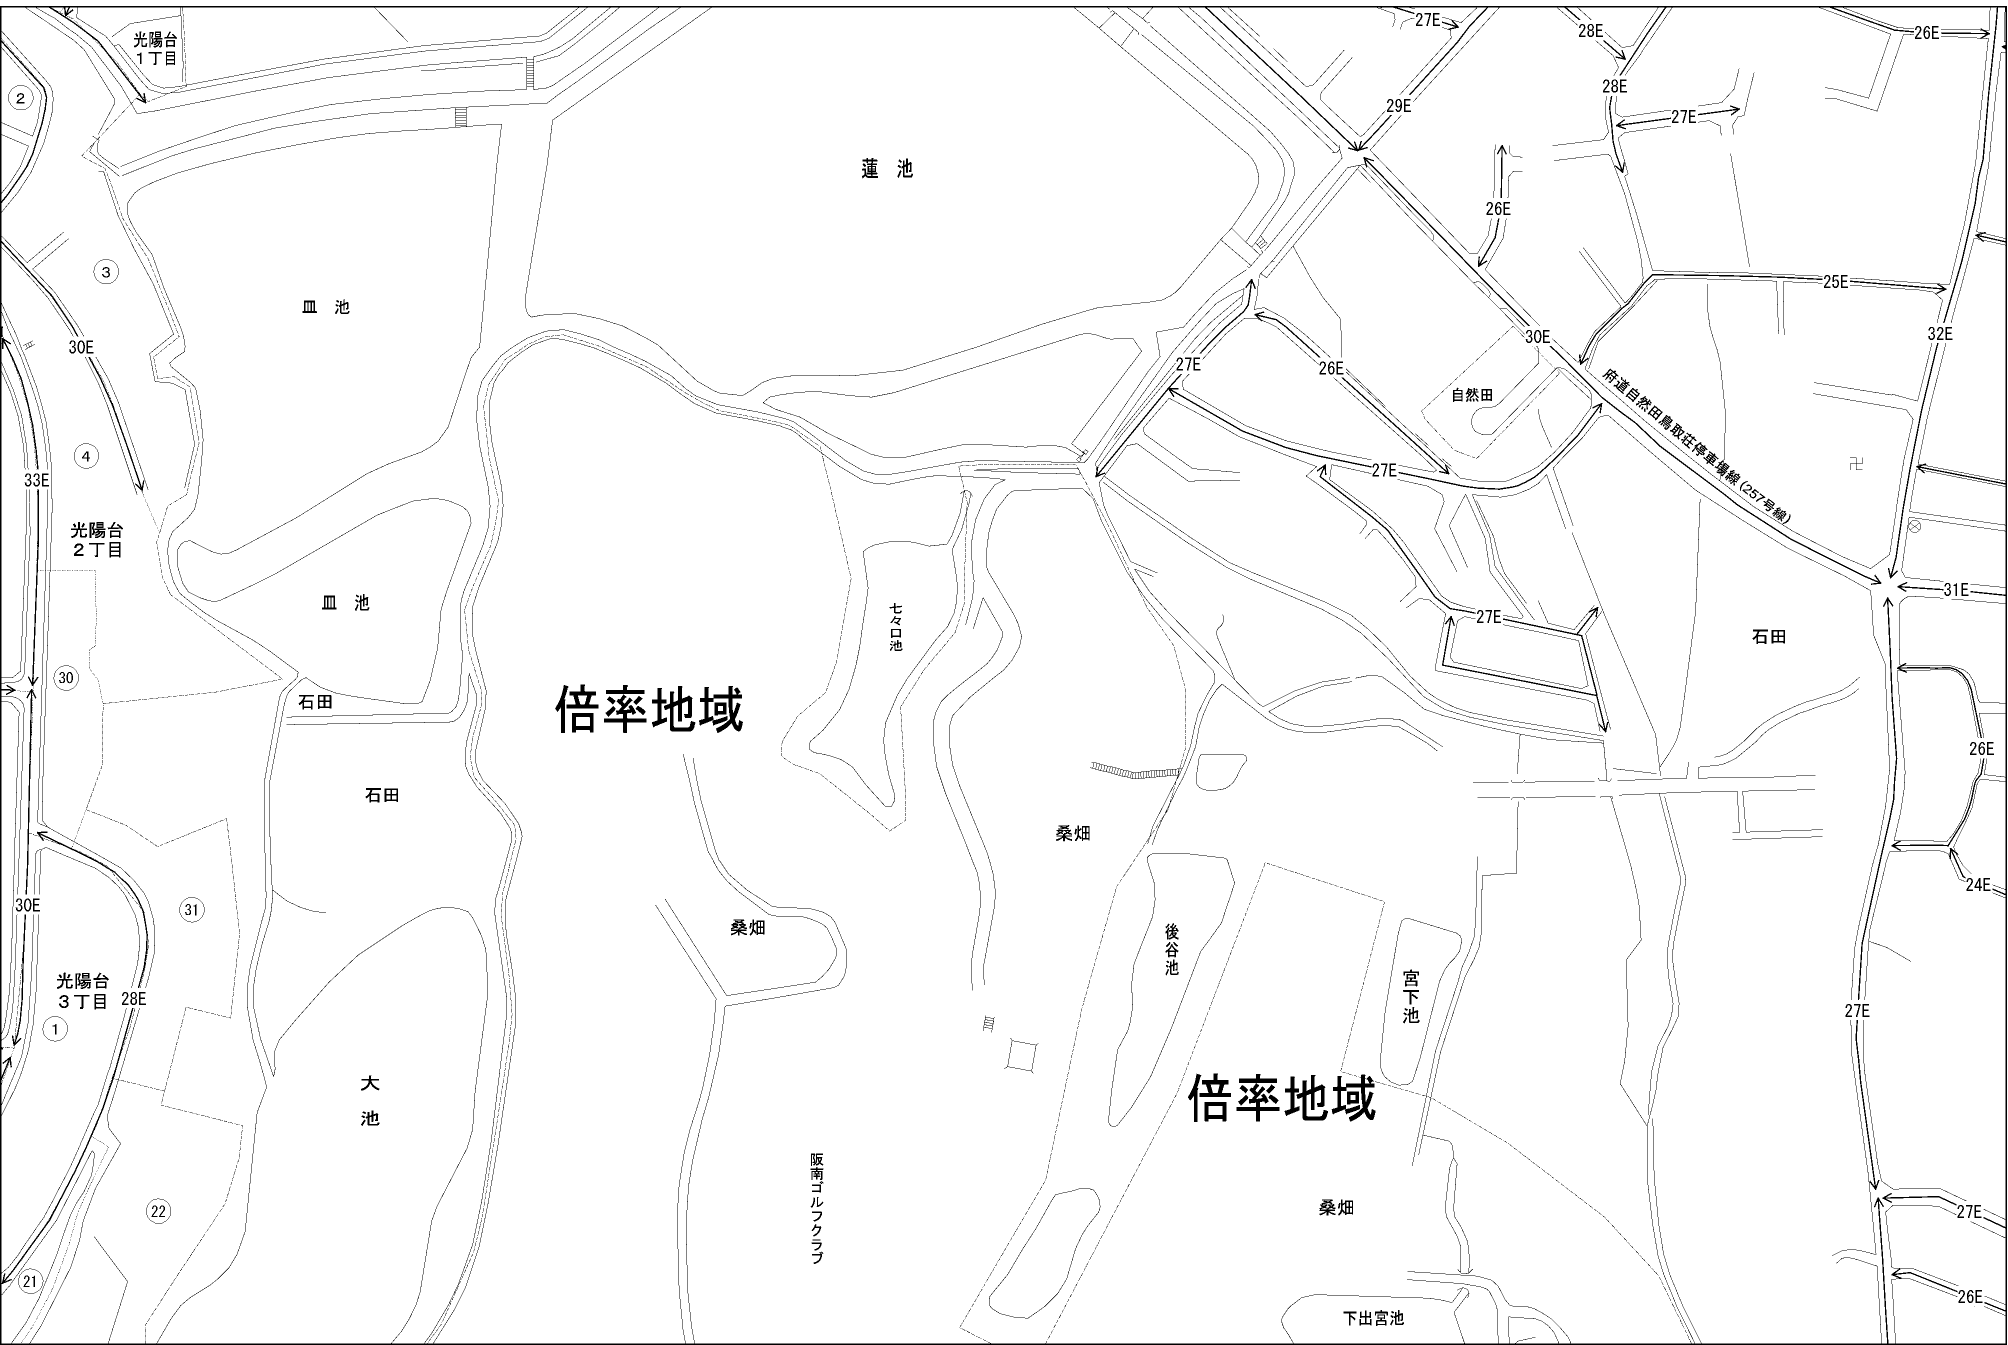 光陽台
1丁目
27E
28E
26E
2
28E
29E
27E
蓮　池
26E
3
皿　池
25E
30E
30E
32E
27E
26E
自然田
府道自然田鳥取荘停車場線(257号線)
4
33E
27E
卍
光陽台
2丁目
31E
皿　池
七々口池
27E
石田
30
石田
倍率地域
26E
石田
桑畑
24E
30E
31
桑畑
後谷池
光陽台
3丁目
28E
宮下池
27E
1
大池
倍率地域
阪南ゴルフクラブ
桑畑
22
27E
21
26E
下出宮池